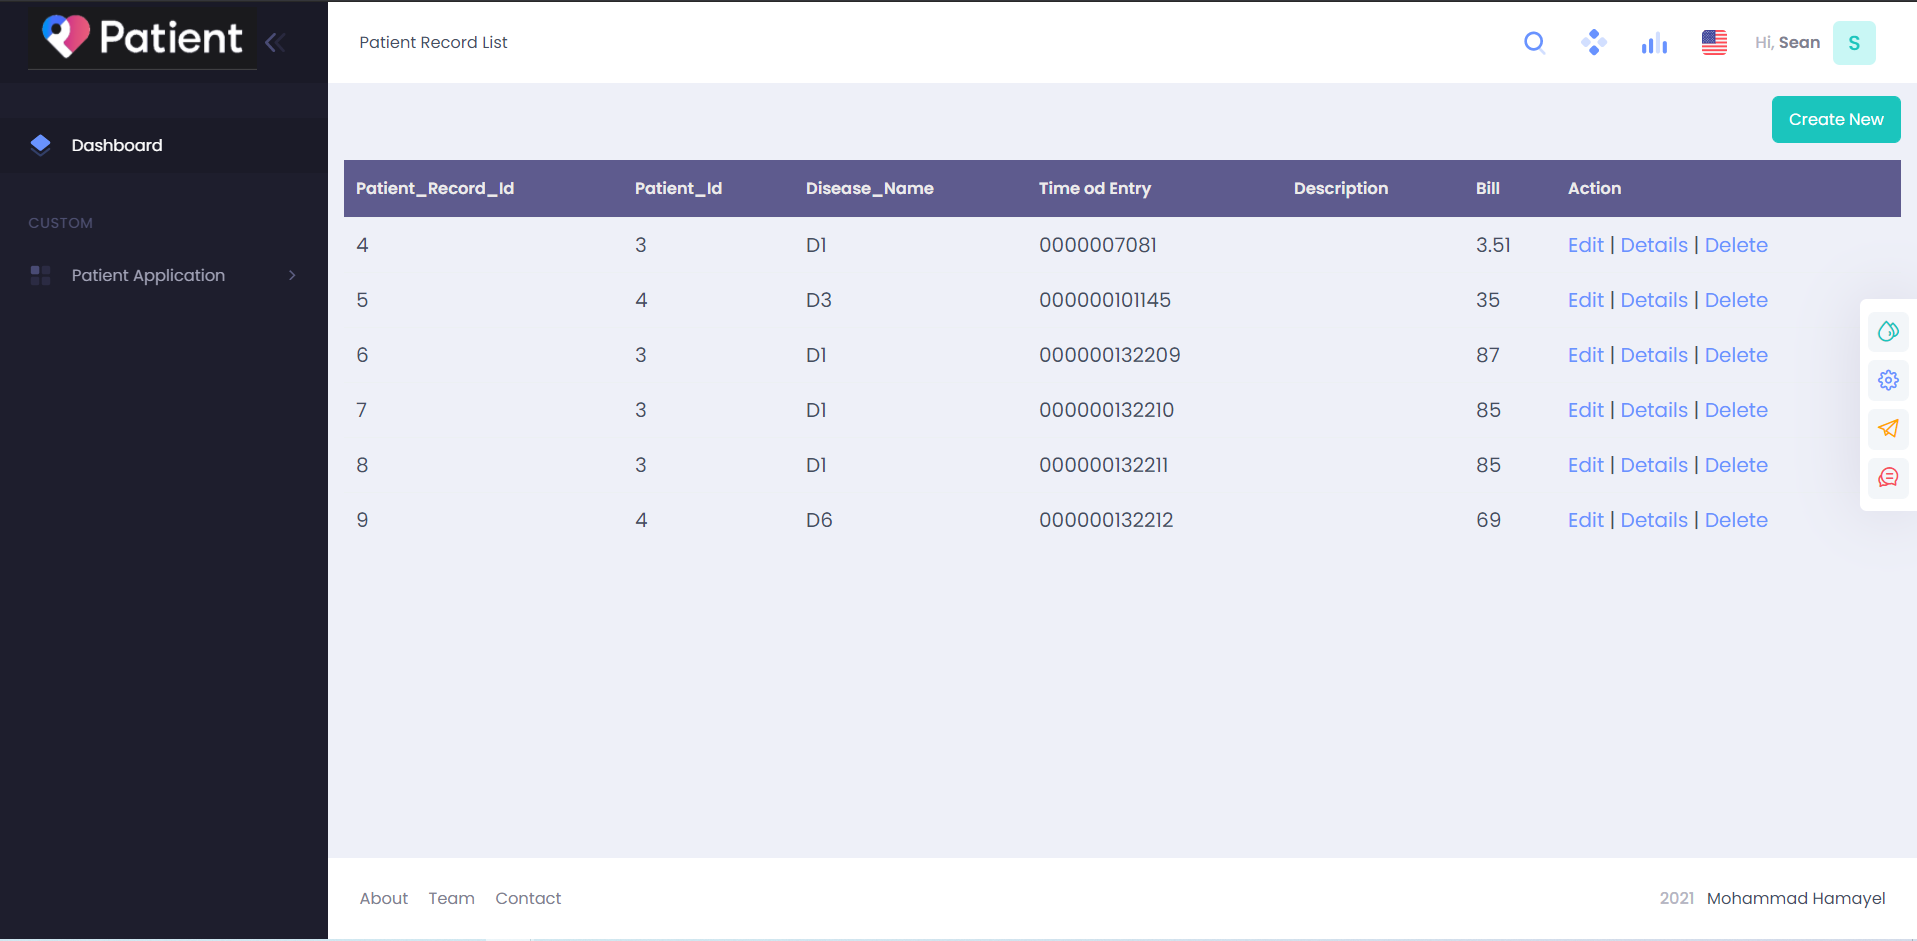 Patient
Patient Record List
Hi, Sean
S
Dashboard
CUSTOM
Patient Application
Create New
Patient_Record_Id Patient_Id Disease_Name Time od Entry Description Bill Action
4 3 D1 0000007081 3.51 Edit | Details | Delete
5 4 D3 000000101145 35 Edit | Details | Delete
6 3 D1 000000132209 87 Edit | Details | Delete
7 3 D1 000000132210 85 Edit | Details | Delete
8 3 D1 000000132211 85 Edit | Details | Delete
9 4 D6 000000132212 69 Edit | Details | Delete
About Team Contact
2021 Mohammad Hamayel